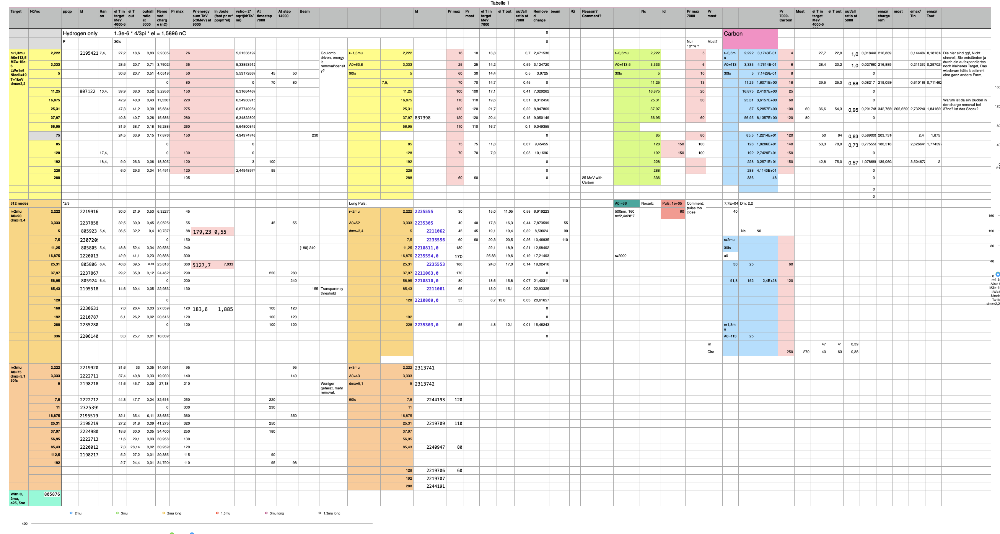 Tabelle 1
Target N0/nc ppqp Id Ran on el T in target MeV 4000-5 el T out out/all ratio at 5000 Remo ved charg e (nC) Pr max Pr energy sum TeV (<3MeV) at 9000 In Joule (fast pr nr* ppqm*el) vsho= 2* sqrt(kbTe/ mi) At timestep 7000 At step 14000 Beam Id Pr max Pr most el T in target MeV 7000 el T out out/all ratio at 7000 Remove d charge beam /Q Reason? Comment? Nc Id Pr max 7000 Pr most Pr 7000- Carbon Most el T in target MeV 4000-5 el T out out/all ratio at 5000 emax/ charge rem most emax/ Tin emax/ Tout
Hydrogen only 1.3e-6 * 4/3pi * el = 1,5896 nC 0 Carbon
P 30fs 0 Nur 10**4 ? Most?
r=1,3mu A0=113,5 MZ=-15e- 6 LW=1e6 Nicell=10 T=1keV dmx=2,2
2,222 2195421 7,4, 27,2 18,6 0,83 2,93052 26 5,21536192 Coulomb driven, energy is removal*densit y? r=1,3mu 2,222 16 10 13,8 0,7 2,471530 r=0,5mu 2,222 5 r=0,5m u 2,222 3,1743E-01 4 27,7 22,0 1,0 0,018442 216,889 0,144404 0,181818 Die hier sind ggf, Nicht sinnvoll, Sie entstünden ja durch ein aufexpandiertes noch kleineres Target, Das wiederum hätte bestimmt eine ganz andere Form,
3,333 28,5 20,7 0,71 3,7602 35 5,33853912 A0=63,8 3,333 25 25 14,2 0,59 3,124720 A0=113,5 3,333 6 A0=113 3,333 4,7614E-01 6 28,4 20,2 1,0 0,02766 216,889 0,211267 0,297029
5 30,6 20,7 0,51 4,0519 50 5,53172667 45 50 90fs 5 60 30 14,4 0,5 3,9725 30fs 5 10 30fs 5 7,1429E-01 8 0
0 80 0 70 80 7,5, 70 70 14,7 0,45 0 11,25 13 11,25 1,6071E+00 18 29,5 25,3 0,88 0,08217 219,058 0,610169 0,711462
11,25 807122 10,4, 39,9 38,0 0,52 9,2956 150 6,31664467 11,25 100 100 17,1 0,41 7,329262 16,875 20 16,875 2,4107E+00 25 0
16,875 42,9 40,0 0,43 11,5301 220 6,54980915 16,875 110 110 19,6 0,31 8,312456 25,31 30 25,31 3,6157E+00 60 0 Warum ist da ein Buckel in der charge removal bei 37nc? Ist das Shock?
25,31 47,3 41,2 0,39 15,684 275 6,87749954 25,31 120 120 21,7 0,22 8,847869 37,97 37 5,2857E+00 100 60 36,6 54,3 0,95 0,291745 342,765 205,659 2,732240 1,841620
37,97 40,3 40,7 0,26 15,686 280 6,34822809 37,97 837398 120 120 20,4 0,15 9,050149 56,95 60 56,95 8,1357E+00 120 80 0
56,95 31,9 38,7 0,18 16,288 260 5,64800849 56,95 110 110 16,7 0,1 9,049355
75 24,5 33,9 0,15 17,8762 150 4,94974746 230 0 85 80 85,5 1,2214E+01 120 50 64 0,83 0,589009 203,731 2,4 1,875
85 0 0 85 75 75 11,8 0,07 9,45455 128 150 100 128 1,8286E+01 140 53,3 78,9 0,73 0,775552 180,516 2,626641 1,774397
128 17,4, 0 130 0 128 70 70 7,9 0,05 10,1696 192 150 100 192 2,7429E+01 150 0
192 18,4, 9,0 26,3 0,06 18,3052 120 3 100 192 0 228 228 3,2571E+01 150 42,8 75,0 0,57 1,078668 139,060 3,504672 2
228 6,0 29,3 0,04 14,491 120 2,44948974 95 228 0 288 288 4,1143E+01 0
288 105 288 60 60 0 25 MeV with Carbon 336 336 48 0
0
0
512 nodes *2/3 Long Puls: A0 =36 Nocarb: Puls: 1e+05 Comment: pulse too close 7,7E+04 Dm: 2,2
r=2mu A0=90 dmx=3,4
2,222 2219916 30,0 21,9 0,53 6,3227 45 r=2mu 2,222 2235555 30 15,0 11,05 0,58 6,919223 500nm, 160 nc/2,4e28*7 60 40
3,333 2237858 32,5 30,0 0,45 8,0525 55 45 55 A0=52 3,333 2235305 40 40 17,8 16,3 0,44 7,873599 55
5 805923 5,4, 36,5 32,2 0,4 10,737 88 179,23 0,55 dmx=3,4 5 2211062 45 45 19,1 19,4 0,32 8,59024 90 Nc N0
7,5 230720 0 150 7,5 2235556 60 60 20,3 20,5 0,26 10,46935 110 r=2mu
11,25 805805 5,4, 48,8 52,4 0,34 20,536 240 (180) 240 11,25 2210811,0 130 22,1 18,9 0,21 12,68402 30fs
16,875 2220013 42,9 41,1 0,23 20,838 300 16,875 2235554,0 170 25,83 19,6 0,19 17,21403 r=2000 a0
25,31 805806 6,4, 40,6 39,5 0,19 25,818 360 5127,7 7,933 25,31 2235553 180 24,0 17,0 0,14 19,02416 30 25 60
37,97 2237867 29,2 35,0 0,12 24,462 290 250 280 37,97 2211063,0 170 0
56,95 805924 6,4, 0 200 240 56,95 2210810,0 80 18,6 15,8 0,07 21,40311 110 91,8 152 2,4E+28 120
85,43 2195518 14,6 30,4 0,05 22,9332 130 155 Transparency threshold 85,43 2211061 65 13,0 15,1 0,05 22,93325
128 0 128 2210809,0 55 8,7 13,0 0,03 20,61657
168 2230631 7,0 26,4 0,03 27,0592 120 183,6 1,885 100 120 0
192 2210787 6,1 26,2 0,02 20,616 120 100 120 192 0
288 2235280 0 120 100 120 228 2235303,0 55 4,8 12,1 0,01 15,46243 r=1,3m u
336 2206140 3,3 25,7 0,01 18,039 0 A0=113 25
lin 47 41 0,39
Circ 250 270 40 63 0,38
r=3mu A0=75 dmx=5,1 30fs
2,222 2219920 31,6 33 0,35 14,091 95 95 r=3mu 2,222 2313741
3,333 2222711 37,4 40,8 0,33 19,930 140 140 A0=43 3,333
5 2198218 41,6 45,7 0,30 27,18 210 Weniger geheizt, mehr removal, dmx=5,1 5 2313742
7,5 2222712 44,3 47,7 0,24 32,616 250 220 90fs 7,5 2244193 120
11 232539 0 300 230 11
16,875 2195519 32,1 35,4 0,11 33,6352 360 350 16,875
25,31 2198219 27,2 31,8 0,09 41,275 320 250 25,31 2219709 110
37,97 2224980 18,6 30,0 0,05 34,400 250 180 37,97
56,95 2222713 11,6 29,1 0,03 30,958 130 56,95
85,43 2220012 7,3 28,14 0,02 30,959 120 85,43 2240947 80
112,5 2198217 5,2 27,2 0,01 20,385 115 90
192 2,7 24,4 0,01 34,790 110 95 98
128 2219706 60
192 2219707
288 2244191
With C, 2mu, a25, 5nc 805876
2mu 3mu 2mu long 1.3mu 3mu long 1.3mu long
400
160
120
80
40
0